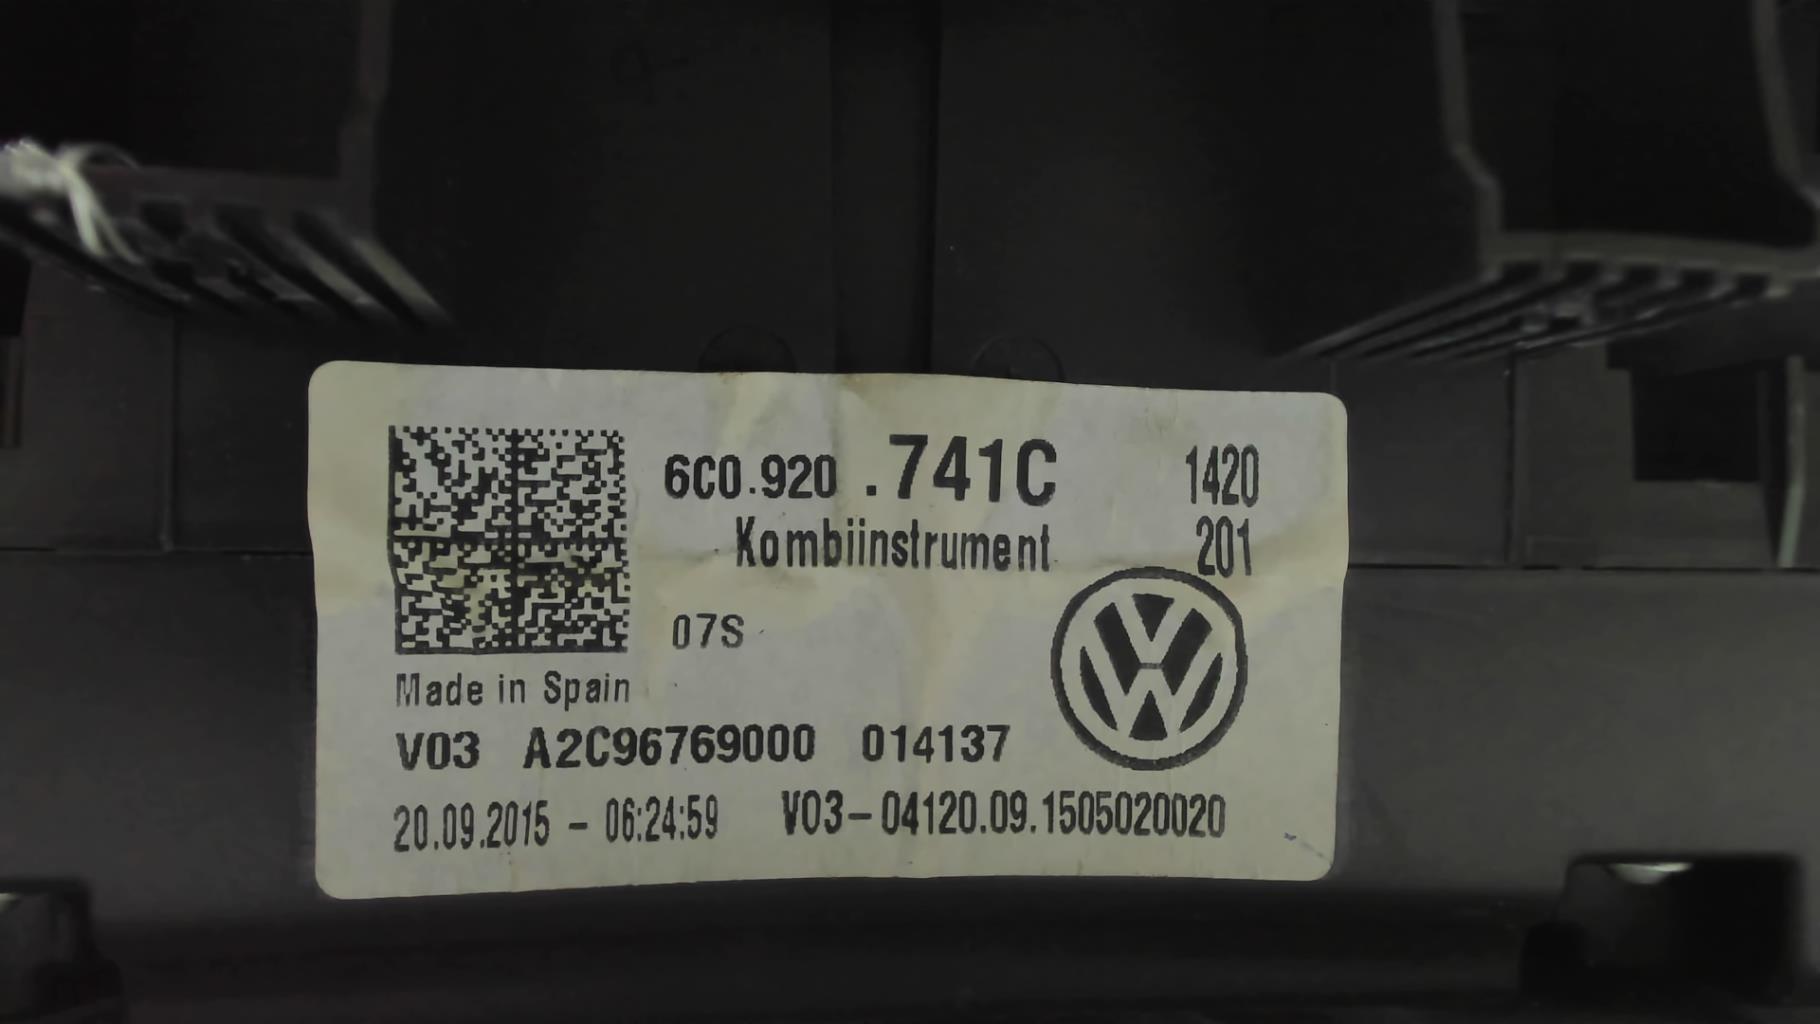 6C0.920 .741C 1420
Kombiinstrument 201
07S
Made in Spain
V03 A2C96769000 014137
20.09.2015 - 06:24:59 V03-04120.09.1505020020